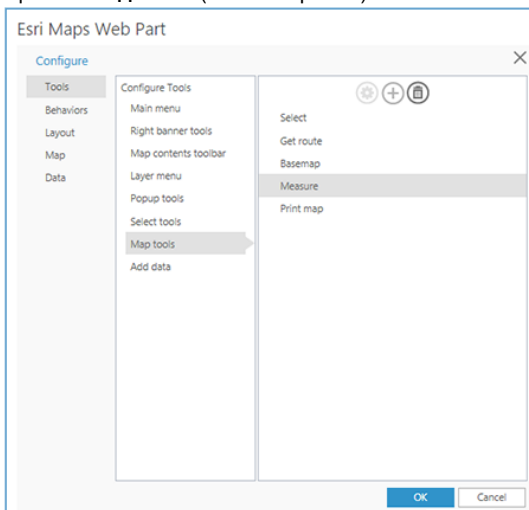 Esri Maps Web Part
Configure
Tools
Behaviors
Layout
Map
Data
Configure Tools
Main menu
Right banner tools
Map contents toolbar
Layer menu
Popup tools
Select tools
Map tools
Add data
Select
Get route
Basemap
Measure
Print map
OK
Cancel